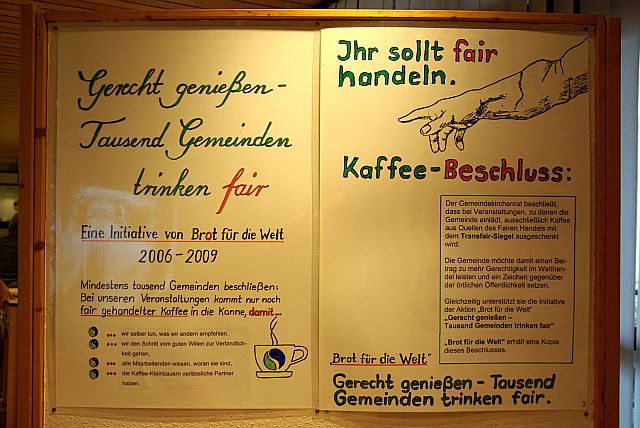 Gerecht genießen -
Tausend Gemeinden
trinken fair
Eine Initiative von Brot für die Welt
2006-2009
Mindestens tausend Gemeinden beschließen:
Bei unseren Veranstaltungen kommt nur noch
fair gehandelter Kaffee in die Kanne, damit...
... wir selber tun, was wir andern empfehlen,
... wir den Schritt vom guten Willen zur Verbindlich-
keit gehen,
... alle Mitarbeitenden wissen, woran sie sind,
... die Kaffee-Kleinbauern verlässliche Partner
haben.
Ihr sollt fair
handeln.
Kaffee-Beschluss:
Der Gemeindekirchenrat beschließt,
dass bei Veranstaltungen, zu denen die
Gemeinde einlädt, ausschließlich Kaffee
aus Quellen des Fairen Handels mit
dem Transfair-Siegel ausgeschenkt
wird.
Die Gemeinde möchte damit einen Bei-
trag zu mehr Gerechtigkeit im Welthan-
del leisten und ein Zeichen gegenüber
der örtlichen Öffentlichkeit setzen.
Gleichzeitig unterstützt sie die Initiative
der Aktion „Brot für die Welt"
„Gerecht genießen –
Tausend Gemeinden trinken fair"
„Brot für die Welt" erhält eine Kopie
dieses Beschlusses.
„Brot für die Welt"
Gerecht genießen - Tausend
Gemeinden trinken fair.
2